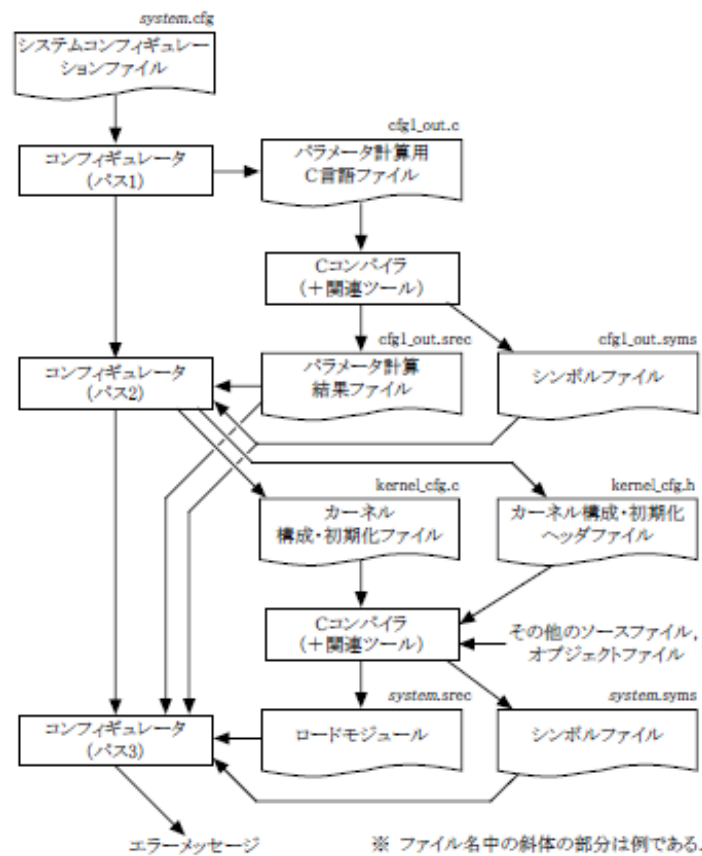 system.cfg
システムコンフィギュレー
ションファイル
cfg1_out.c
コンフィギュレータ
(パス1)
パラメータ計算用
C言語ファイル
Cコンパイラ
(+関連ツール)
cfg1_out.srec
cfg1_out.syms
コンフィギュレータ
(パス2)
パラメータ計算
結果ファイル
シンボルファイル
kernel_cfg.c
kernel_cfg.h
カーネル
構成・初期化ファイル
カーネル構成・初期化
ヘッダファイル
Cコンパイラ
(+関連ツール)
その他のソースファイル,
オブジェクトファイル
system.srec
system.syms
コンフィギュレータ
(パス3)
ロードモジュール
シンボルファイル
エラーメッセージ
※ ファイル名中の斜体の部分は例である.